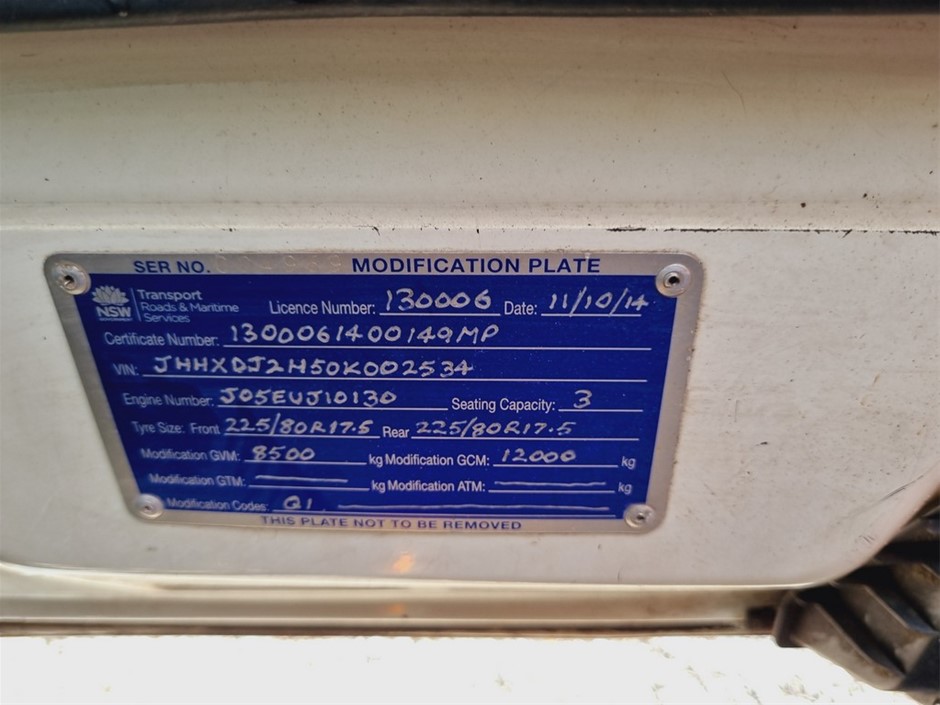 SER NO. MODIFICATION PLATE
NSW GOVERNMENT Transport Roads & Maritime Services
Licence Number: 130006 Date: 11/10/14
Certificate Number: 1300061400149MP
VIN: JHHXDJ2H50K002534
Engine Number: J05EUJ10130 Seating Capacity: 3
Tyre Size: Front 225/80R17.5 Rear 225/80R17.5
Modification GVM: 8500 kg Modification GCM: 12000 kg
Modification GTM: kg Modification ATM: kg
Modification Codes: G1
THIS PLATE NOT TO BE REMOVED